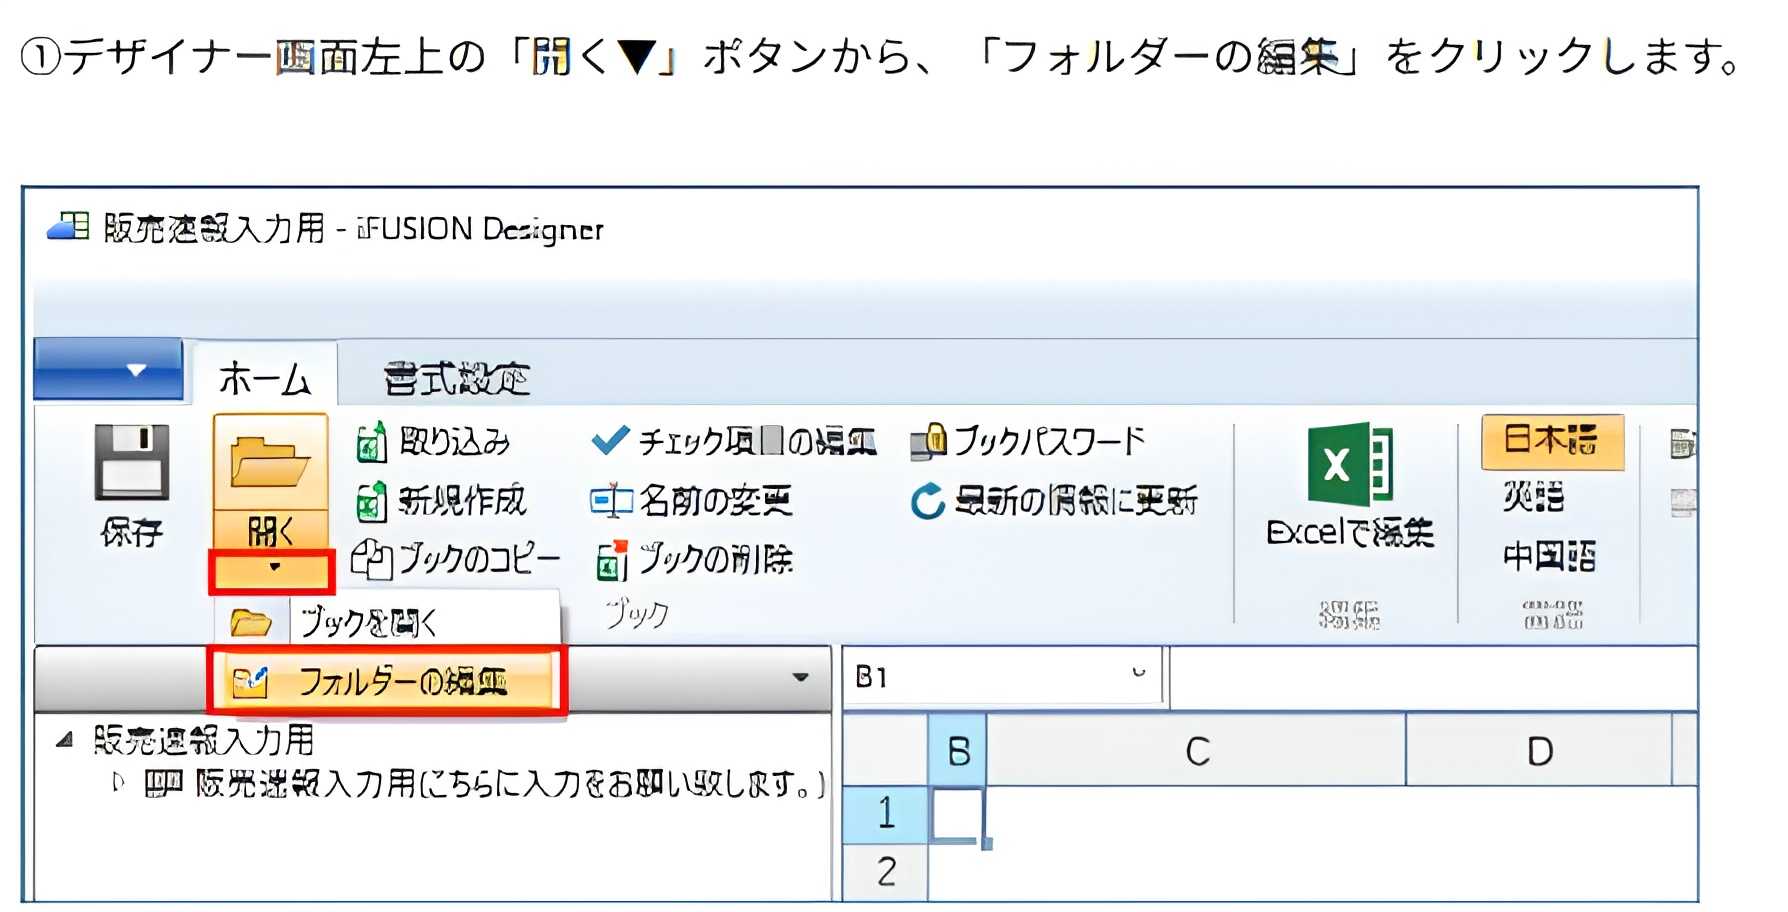 ①デザイナー画面左上の「開く▼」ボタンから、「フォルダーの編集」をクリックします。
販売速報入力用 - iFUSION Designer
ホーム 書式設定
取り込み チェック項目の編集 ブックパスワード 日本語
新規作成 名前の変更 最新の情報に更新 英語
保存 開く Excelで編集
ブックのコピー ブックの削除 中国語
ブックを開く ブック 編集 言語
フォルダーの編集 B1
販売速報入力用 B C D
販売速報入力用(こちらに入力をお願い致します。)
1
2